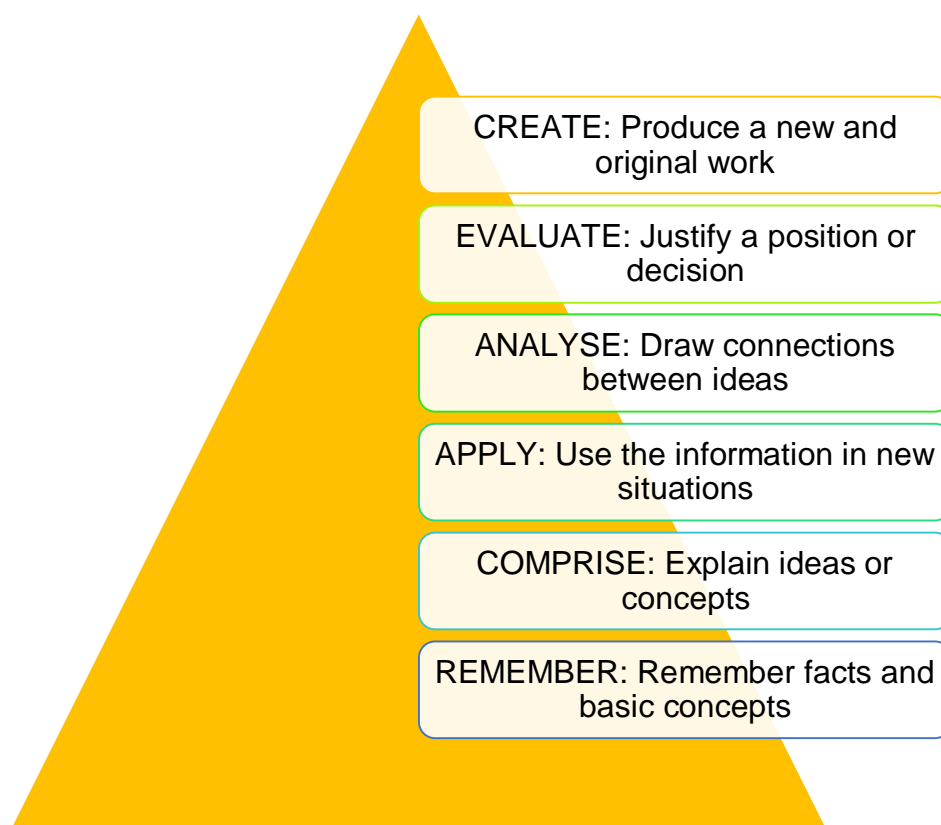 CREATE: Produce a new and
original work
EVALUATE: Justify a position or
decision
ANALYSE: Draw connections
between ideas
APPLY: Use the information in new
situations
COMPRISE: Explain ideas or
concepts
REMEMBER: Remember facts and
basic concepts